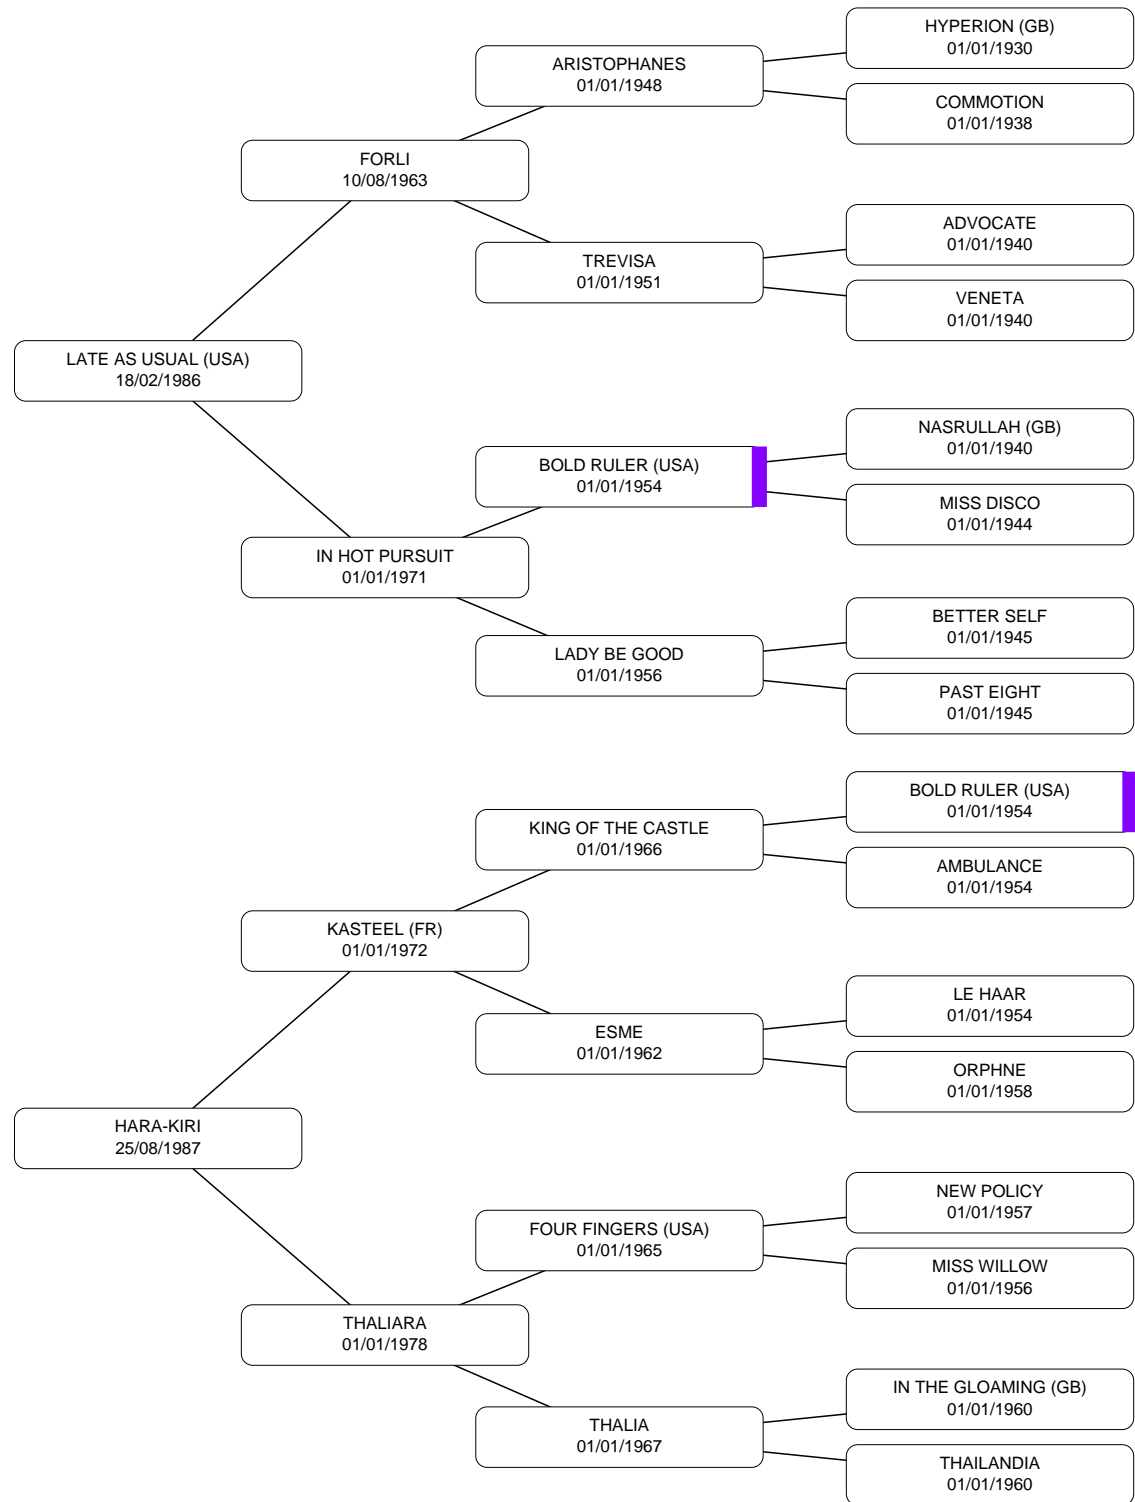 HYPERION (GB)
01/01/1930
ARISTOPHANES
01/01/1948
COMMOTION
01/01/1938
FORLI
10/08/1963
ADVOCATE
01/01/1940
TREVISA
01/01/1951
VENETA
01/01/1940
LATE AS USUAL (USA)
18/02/1986
NASRULLAH (GB)
01/01/1940
BOLD RULER (USA)
01/01/1954
MISS DISCO
01/01/1944
IN HOT PURSUIT
01/01/1971
BETTER SELF
01/01/1945
LADY BE GOOD
01/01/1956
PAST EIGHT
01/01/1945
BOLD RULER (USA)
01/01/1954
KING OF THE CASTLE
01/01/1966
AMBULANCE
01/01/1954
KASTEEL (FR)
01/01/1972
LE HAAR
01/01/1954
ESME
01/01/1962
ORPHNE
01/01/1958
HARA-KIRI
25/08/1987
NEW POLICY
01/01/1957
FOUR FINGERS (USA)
01/01/1965
MISS WILLOW
01/01/1956
THALIARA
01/01/1978
IN THE GLOAMING (GB)
01/01/1960
THALIA
01/01/1967
THAILANDIA
01/01/1960